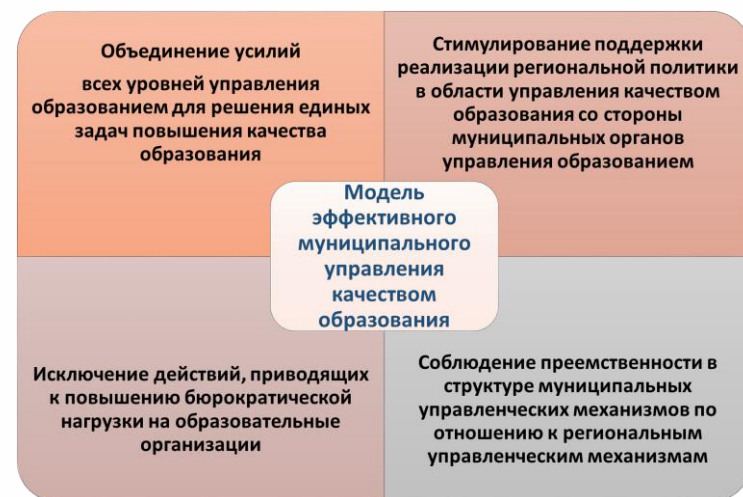 Объединение усилий
всех уровней управления
образованием для решения единых
задач повышения качества
образования
Стимулирование поддержки
реализации региональной политики
в области управления качеством
образования со стороны
муниципальных органов
управления образованием
Модель
эффективного
муниципального
управления
качеством
образования
Исключение действий, приводящих
к повышению бюрократической
нагрузки на образовательные
организации
Соблюдение преемственности в
структуре муниципальных
управленческих механизмов по
отношению к региональным
управленческим механизмам